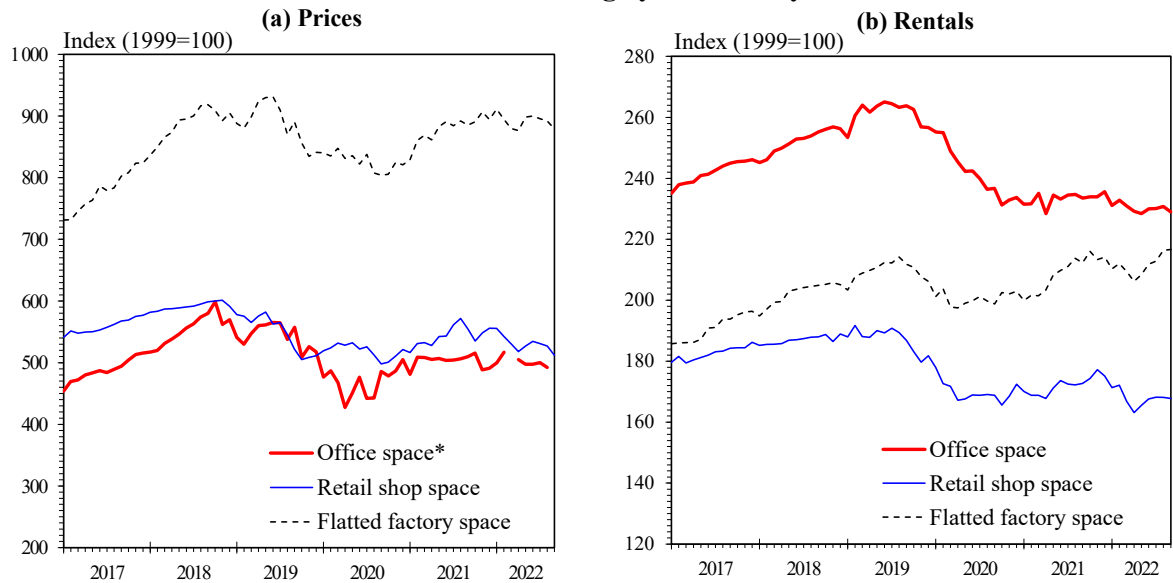 (a) Prices
Index (1999=100)
1 000
900
800
700
600
500
400
300
200
Office space*
Retail shop space
Flatted factory space
2017 2018 2019 2020 2021 2022
(b) Rentals
Index (1999=100)
280
260
240
220
200
180
160
140
120
Office space
Retail shop space
Flatted factory space
2017 2018 2019 2020 2021 2022